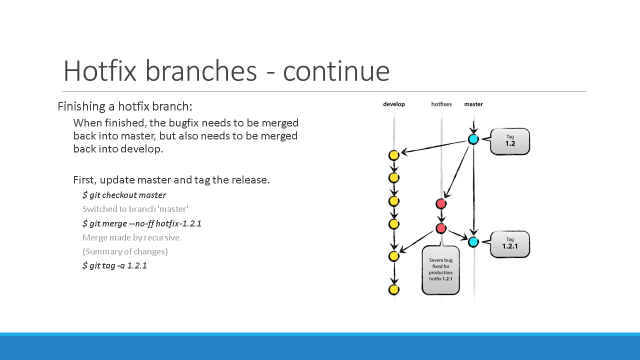 Hotfix branches - continue
Finishing a hotfix branch:
When finished, the bugfix needs to be merged
back into master, but also needs to be merged
back into develop.
First, update master and tag the release.
$ git checkout master
Switched to branch 'master'
$ git merge --no-ff hotfix-1.2.1
Merge made by recursive.
(Summary of changes)
$ git tag -a 1.2.1
develop
hotfixes
master
Tag
1.2
Tag
1.2.1
Severe bug
fixed for
production:
hotfix 1.2.1